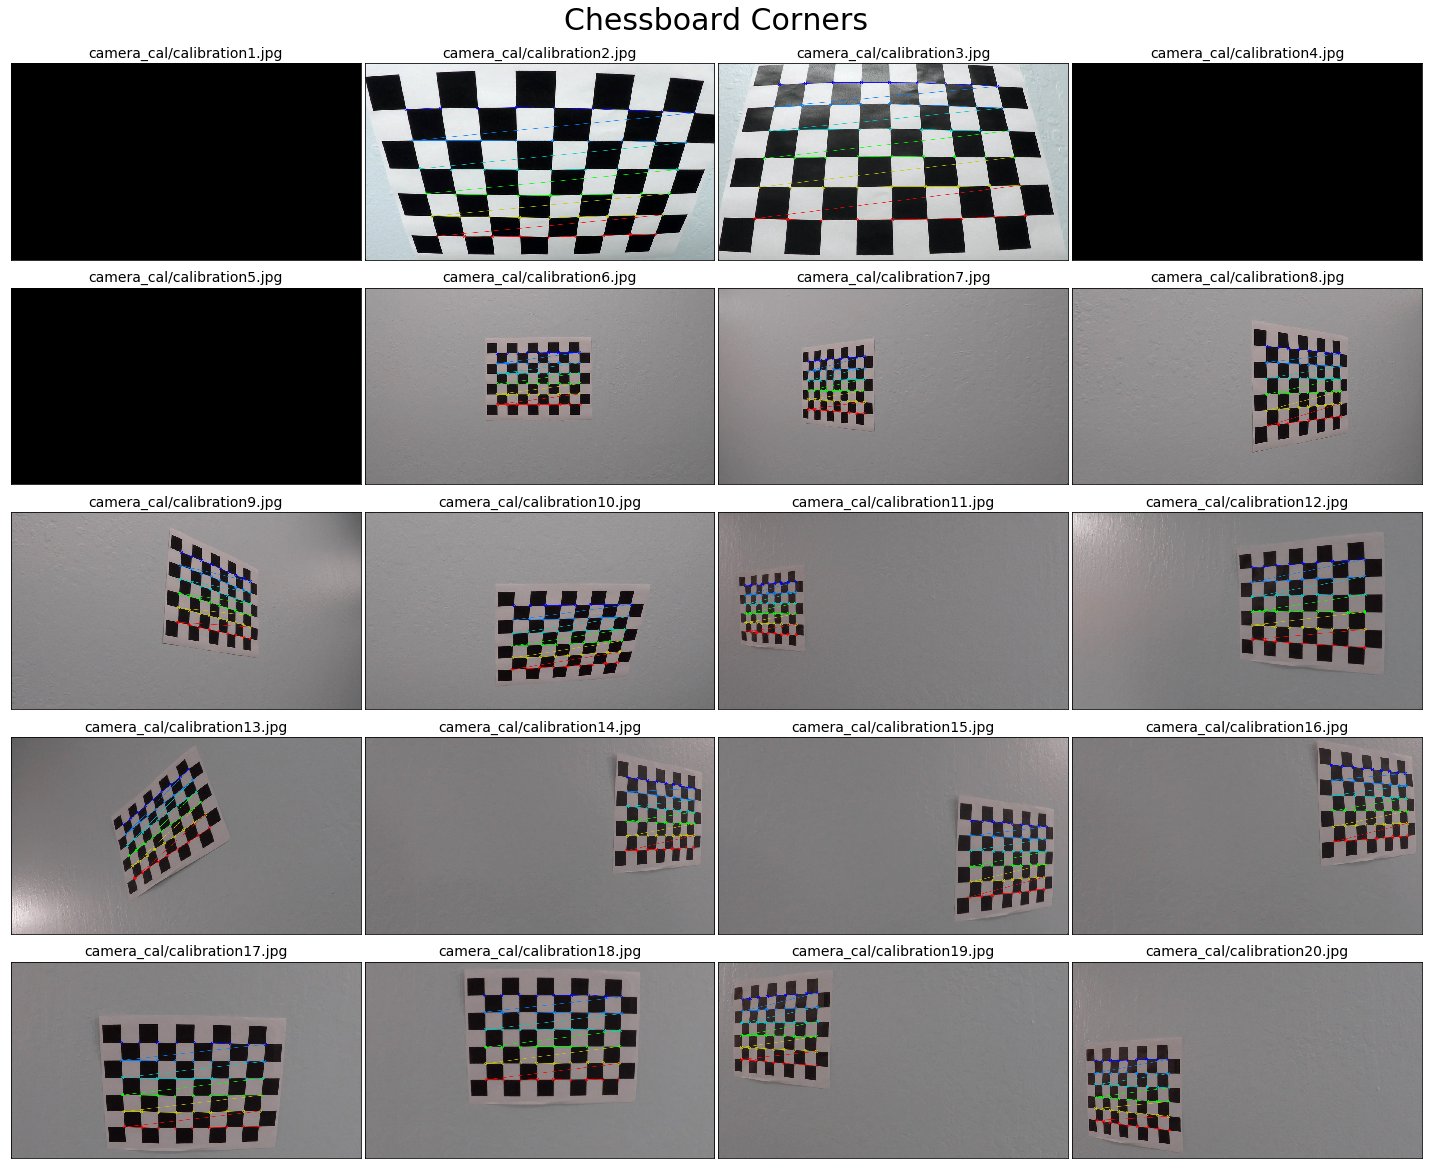 Chessboard Corners
camera_cal/calibration1.jpg
camera_cal/calibration2.jpg
camera_cal/calibration3.jpg
camera_cal/calibration4.jpg
camera_cal/calibration5.jpg
camera_cal/calibration6.jpg
camera_cal/calibration7.jpg
camera_cal/calibration8.jpg
camera_cal/calibration9.jpg
camera_cal/calibration10.jpg
camera_cal/calibration11.jpg
camera_cal/calibration12.jpg
camera_cal/calibration13.jpg
camera_cal/calibration14.jpg
camera_cal/calibration15.jpg
camera_cal/calibration16.jpg
camera_cal/calibration17.jpg
camera_cal/calibration18.jpg
camera_cal/calibration19.jpg
camera_cal/calibration20.jpg